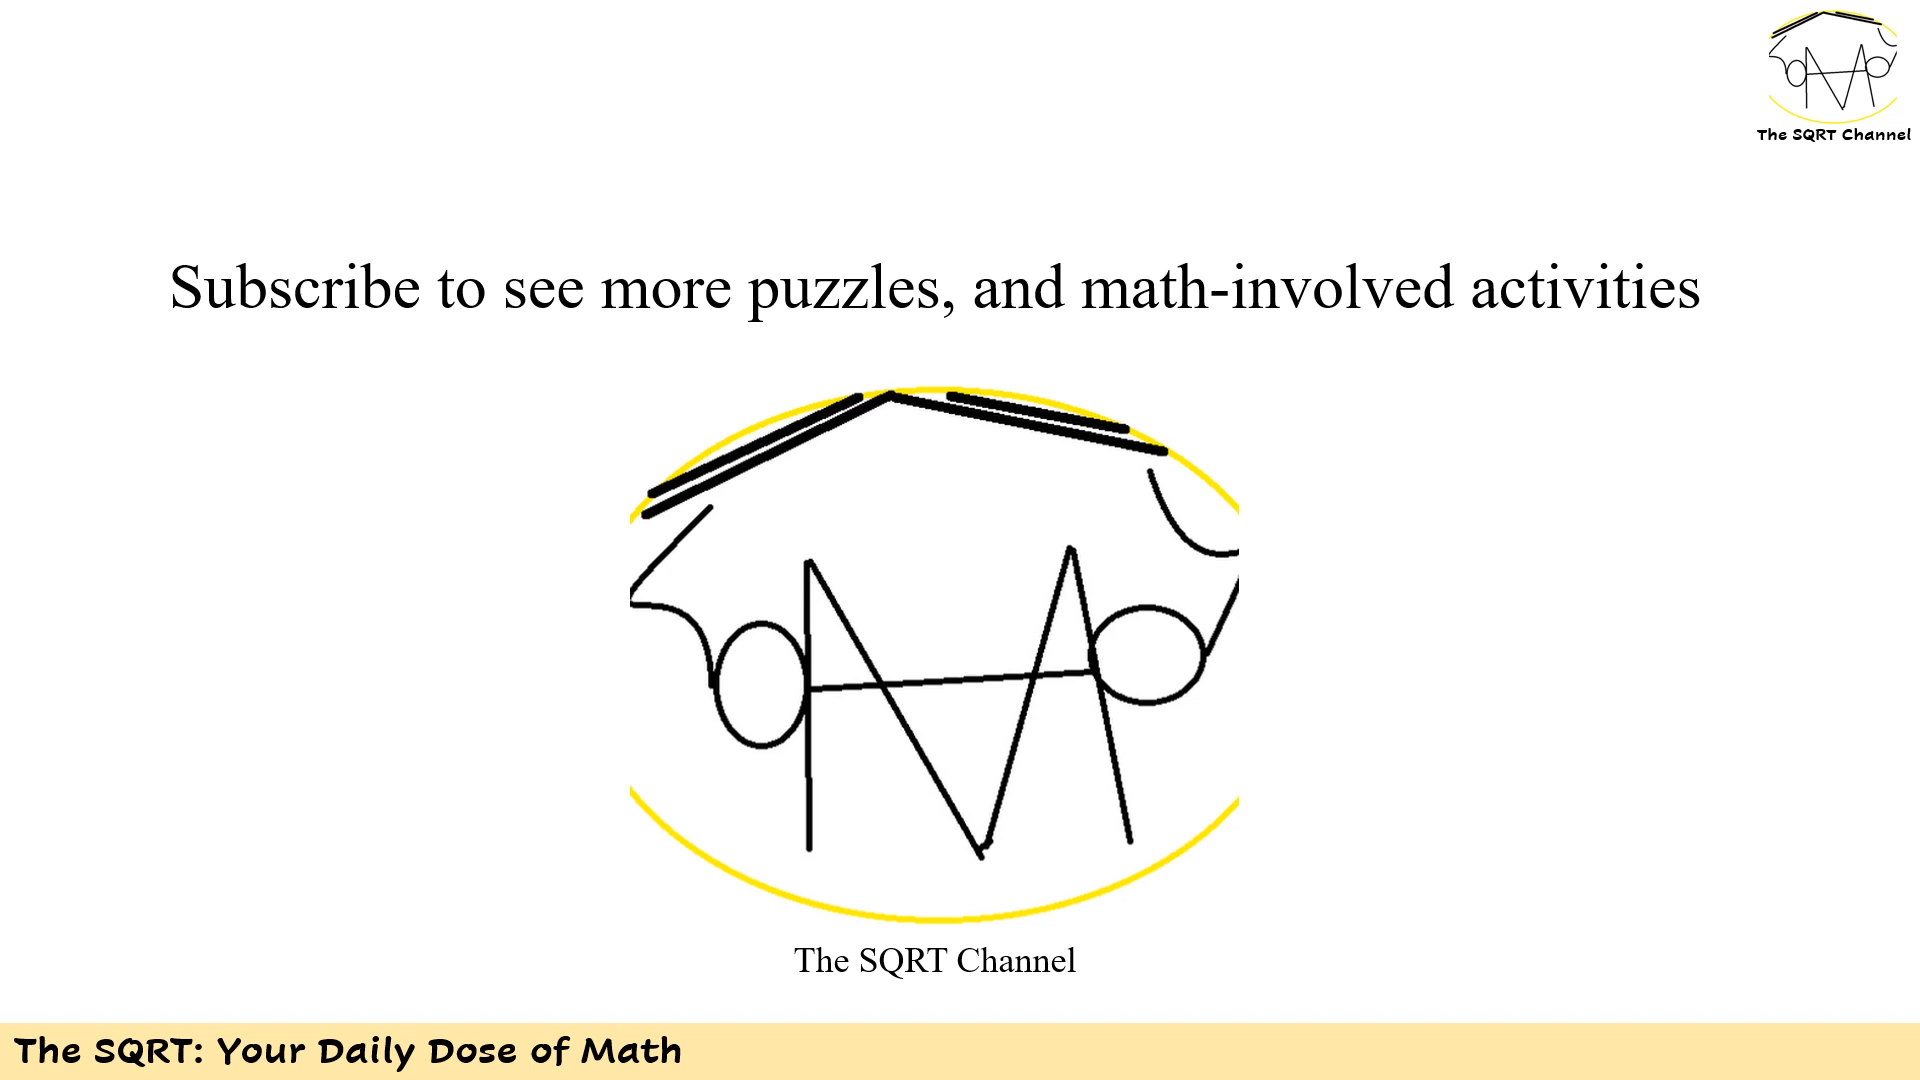 The SQRT Channel
Subscribe to see more puzzles, and math-involved activities
The SQRT Channel
The SQRT: Your Daily Dose of Math